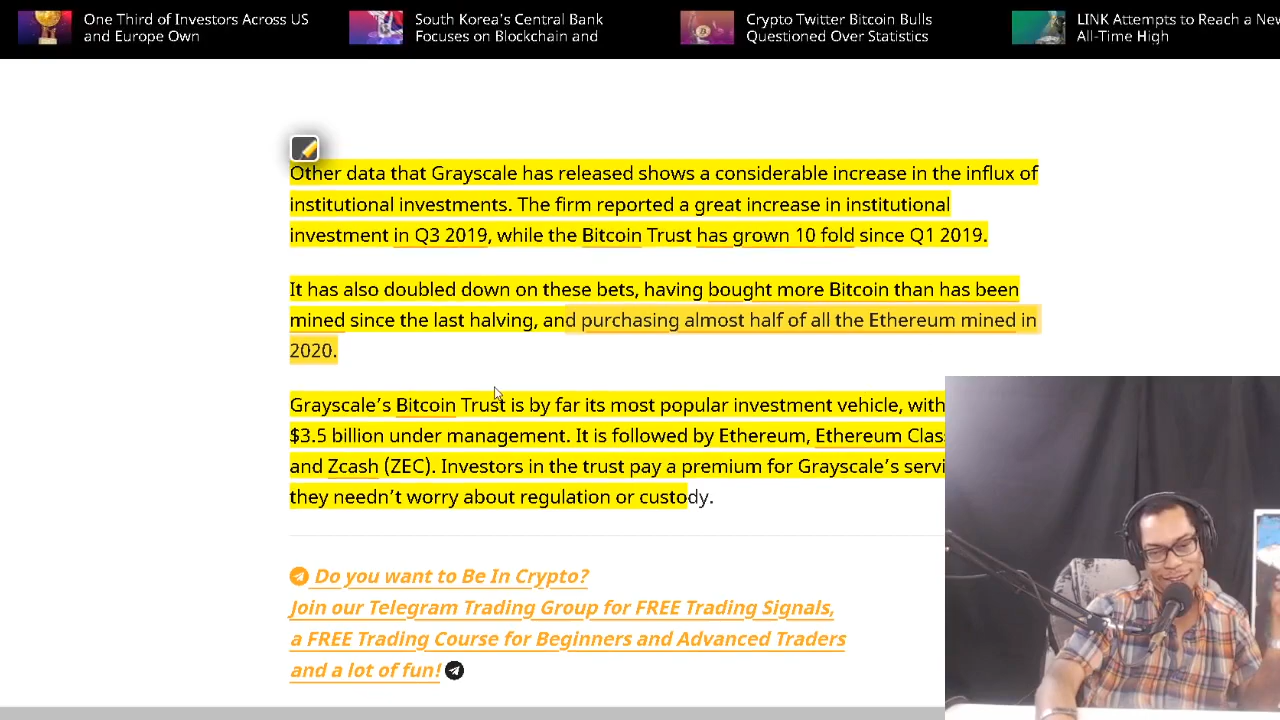 One Third of Investors Across US
and Europe Own
South Korea's Central Bank
Focuses on Blockchain and
Crypto Twitter Bitcoin Bulls
Questioned Over Statistics
LINK Attempts to Reach a New
All-Time High
Other data that Grayscale has released shows a considerable increase in the influx of
institutional investments. The firm reported a great increase in institutional
investment in Q3 2019, while the Bitcoin Trust has grown 10 fold since Q1 2019.
It has also doubled down on these bets, having bought more Bitcoin than has been
mined since the last halving, and purchasing almost half of all the Ethereum mined in
2020.
Grayscale’s Bitcoin Trust is by far its most popular investment vehicle, with
$3.5 billion under management. It is followed by Ethereum, Ethereum Clas
and Zcash (ZEC). Investors in the trust pay a premium for Grayscale’s servi
they needn’t worry about regulation or custody.
Do you want to Be In Crypto?
Join our Telegram Trading Group for FREE Trading Signals,
a FREE Trading Course for Beginners and Advanced Traders
and a lot of fun!